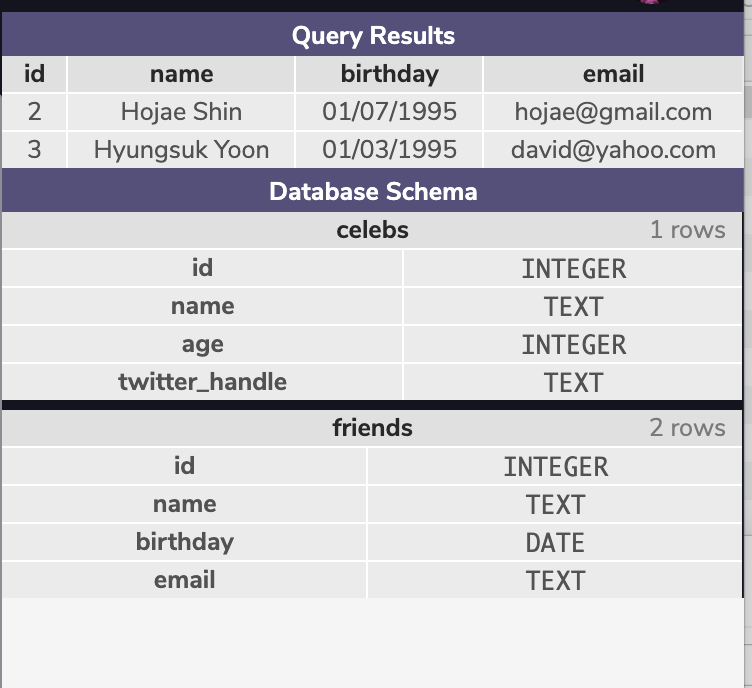 Query Results
id name birthday email
2 Hojae Shin 01/07/1995 hojae@gmail.com
3 Hyungsuk Yoon 01/03/1995 david@yahoo.com
Database Schema
celebs 1 rows
id INTEGER
name TEXT
age INTEGER
twitter_handle TEXT
friends 2 rows
id INTEGER
name TEXT
birthday DATE
email TEXT